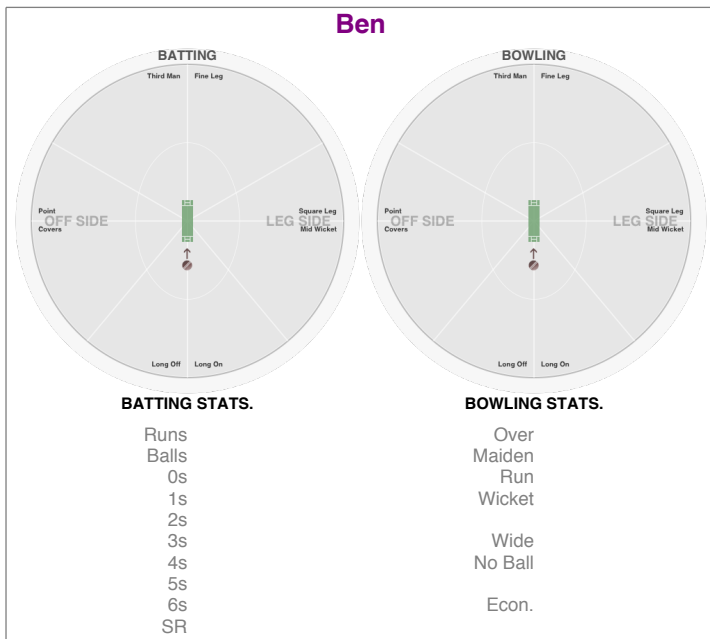 Ben
BATTING
Third Man Fine Leg
Point Square Leg
OFF SIDE LEG SIDE
Covers Mid Wicket
Long Off Long On
BATTING STATS.
Runs
Balls
0s
1s
2s
3s
4s
5s
6s
SR
BOWLING
Third Man Fine Leg
Point Square Leg
OFF SIDE LEG SIDE
Covers Mid Wicket
Long Off Long On
BOWLING STATS.
Over
Maiden
Run
Wicket
Wide
No Ball
Econ.